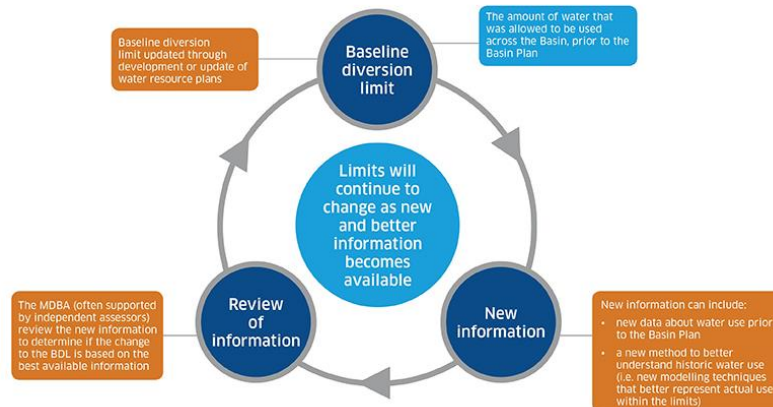 Baseline diversion
limit updated through
development or update of
water resource plans
Baseline
diversion
limit
The amount of water that
was allowed to be used
across the Basin, prior to the
Basin Plan
Limits will
continue to
change as new
and better
information
becomes
available
The MDBA (often supported
by independent assessors)
review the new information
to determine if the change
to the BDL is based on the
best available information
Review
of
information
New
information
New information can include:
• new data about water use prior
to the Basin Plan
• a new method to better
understand historic water use
(i.e. new modelling techniques
that better represent actual use
within the limits)